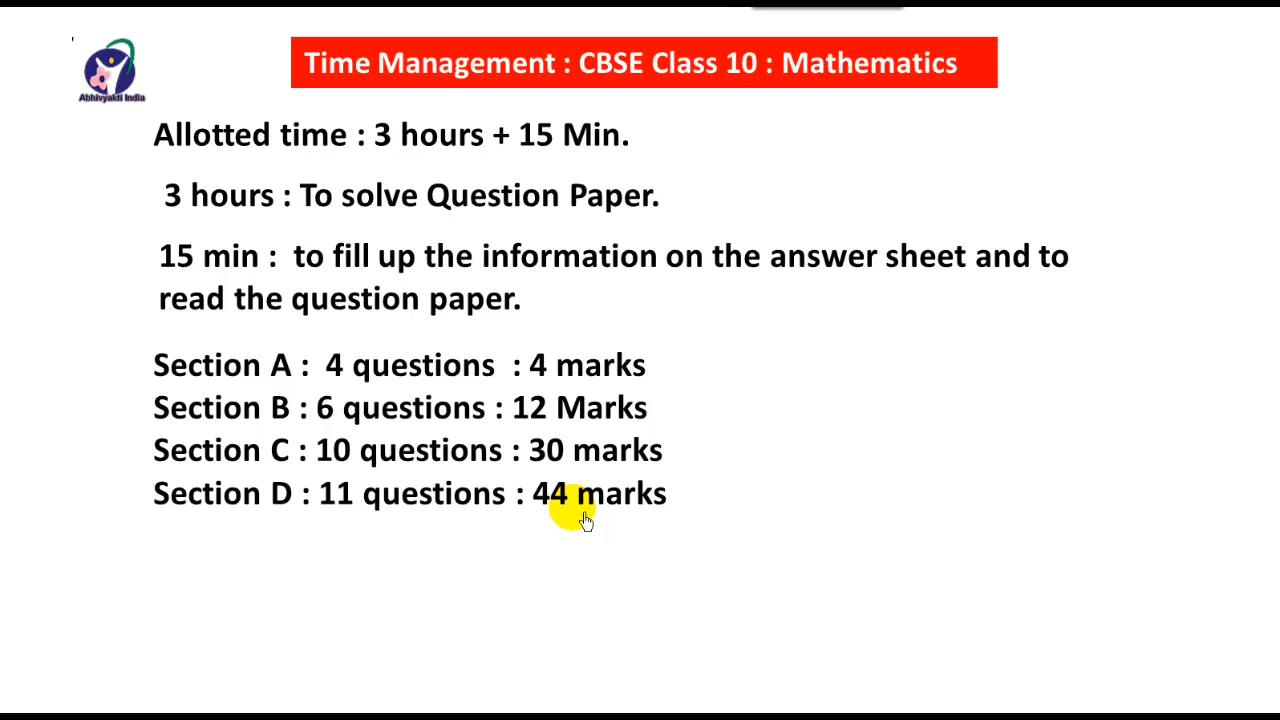 Time Management : CBSE Class 10 : Mathematics
Abhivyakti India
Allotted time : 3 hours + 15 Min.
3 hours : To solve Question Paper.
15 min : to fill up the information on the answer sheet and to
read the question paper.
Section A : 4 questions : 4 marks
Section B : 6 questions : 12 Marks
Section C : 10 questions : 30 marks
Section D : 11 questions : 44 marks